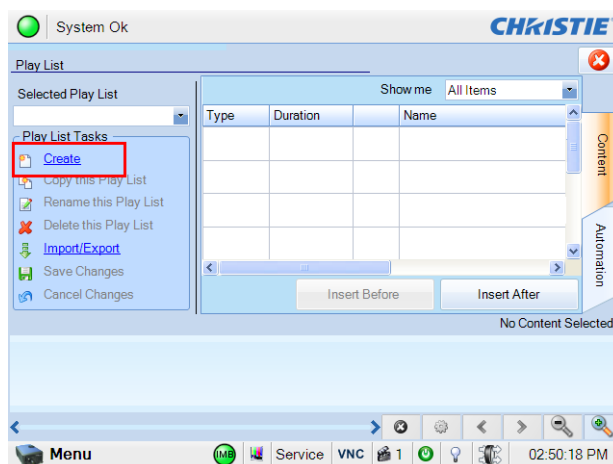 System Ok
CHRISTIE
Play List
Selected Play List
Show me All Items
Type Duration Name
Play List Tasks
Create
Copy this Play List
Rename this Play List
Delete this Play List
Import/Export
Save Changes
Cancel Changes
Content
Automation
Insert Before Insert After
No Content Selected
Menu IMB Service VNC 1 02:50:18 PM